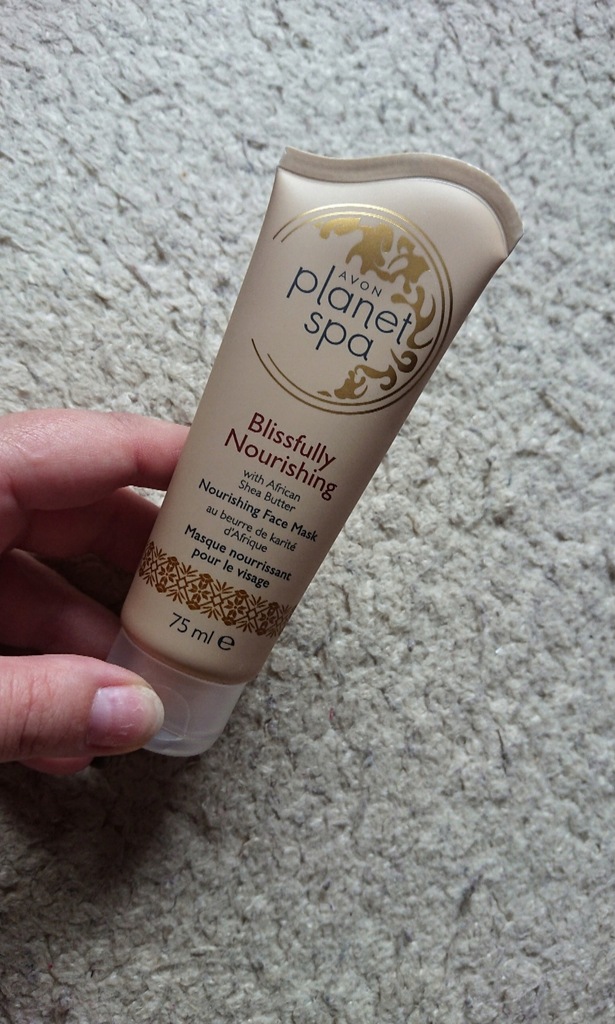 AVON
planet
spa
Blissfully
Nourishing
with African
Shea Butter
Nourishing Face Mask
au beurre de karité
d'Afrique
Masque nourrissant
pour le visage
75 ml e